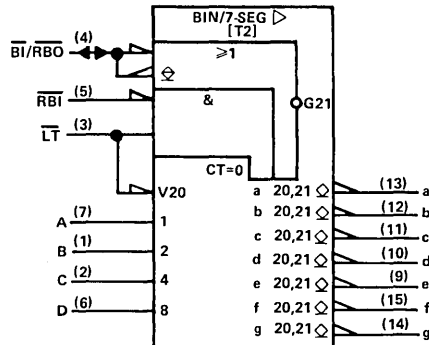 BIN/7-SEG ▷
[T2]
BI/RBO (4)
≥1
RBI (5)
&
G21
LT (3)
CT=0
V20
A (7) 1
B (1) 2
C (2) 4
D (6) 8
a 20,21 (13) a
b 20,21 (12) b
c 20,21 (11) c
d 20,21 (10) d
e 20,21 (9) e
f 20,21 (15) f
g 20,21 (14) g